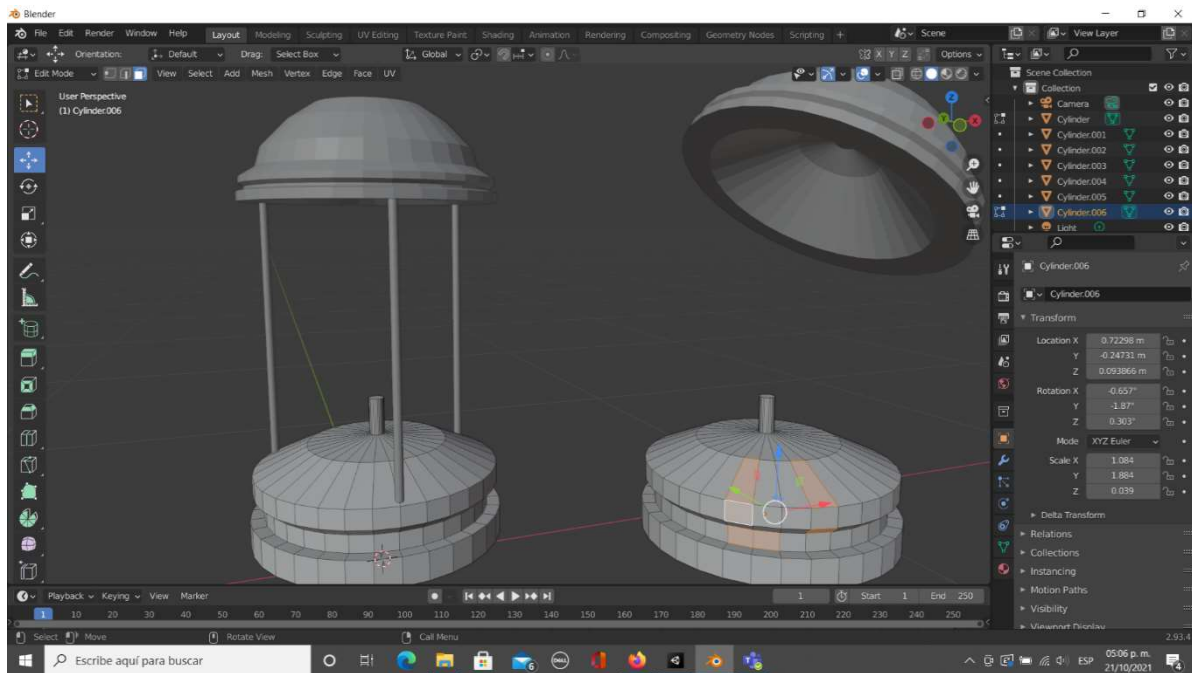 Blender
File Edit Render Window Help Layout Modeling Sculpting UV Editing Texture Paint Shading Animation Rendering Compositing Geometry Nodes Scripting + Scene View Layer
Orientation: Default Drag: Select Box Global X Y Z Options
Edit Mode View Select Add Mesh Vertex Edge Face UV
User Perspective
(1) Cylinder.006
Z
Y
X
Scene Collection
Collection
Camera
Cylinder
Cylinder.001
Cylinder.002
Cylinder.003
Cylinder.004
Cylinder.005
Cylinder.006
Light
Cylinder.006
Cylinder.006
Transform
Location X 0.72298 m
Y -0.24731 m
Z 0.093866 m
Rotation X -0.657°
Y -1.87°
Z 0.303°
Mode XYZ Euler
Scale X 1.084
Y 1.884
Z 0.039
Delta Transform
Relations
Collections
Instancing
Motion Paths
Visibility
Viewport Display
Playback Keying View Marker 1 Start 1 End 250
1 10 20 30 40 50 60 70 80 90 100 110 120 130 140 150 160 170 180 190 200 210 220 230 240 250
Select Move Rotate View Call Menu 2.93.4
Escribe aquí para buscar 6 DELL ESP 05:06 p. m.
21/10/2021 4